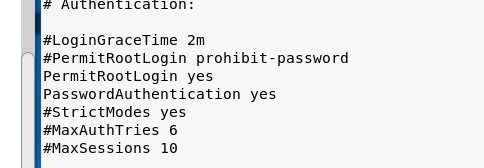 # Authentication:
#LoginGraceTime 2m
#PermitRootLogin prohibit-password
PermitRootLogin yes
PasswordAuthentication yes
#StrictModes yes
#MaxAuthTries 6
#MaxSessions 10